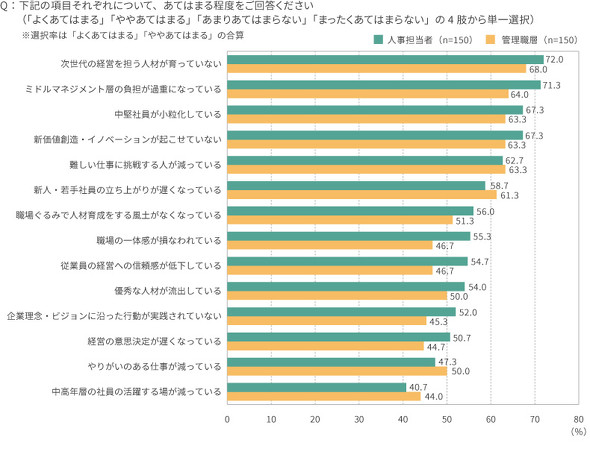 Q：下記の項目それぞれについて、あてはまる程度をご回答ください
（「よくあてはまる」「ややあてはまる」「あまりあてはまらない」「まったくあてはまらない」の４肢から単一選択）
※選択率は「よくあてはまる」「ややあてはまる」の合算
人事担当者（n=150） 管理職層（n=150）
次世代の経営を担う人材が育っていない 72.0 68.0
ミドルマネジメント層の負担が過重になっている 71.3 64.0
中堅社員が小粒化している 67.3 63.3
新価値創造・イノベーションが起こせていない 67.3 63.3
難しい仕事に挑戦する人が減っている 62.7 63.3
新人・若手社員の立ち上がりが遅くなっている 58.7 61.3
職場ぐるみで人材育成をする風土がなくなっている 56.0 51.3
職場の一体感が損なわれている 55.3 46.7
従業員の経営への信頼感が低下している 54.7 46.7
優秀な人材が流出している 54.0 50.0
企業理念・ビジョンに沿った行動が実践されていない 52.0 45.3
経営の意思決定が遅くなっている 50.7 44.7
やりがいのある仕事が減っている 47.3 50.0
中高年層の社員の活躍する場が減っている 40.7 44.0
0 10 20 30 40 50 60 70 80
（%）